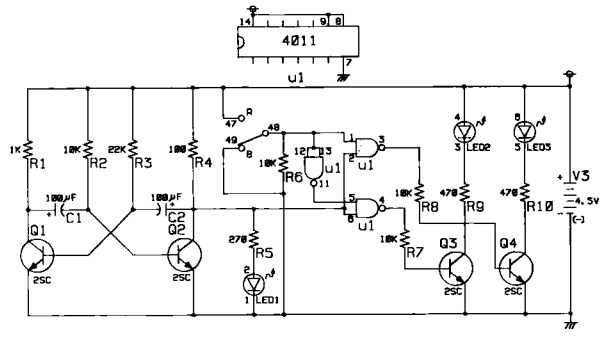 14 9 8
4011
7
u1
R
47
48
49
B
4
3
LED2
6
5
LED3
1K
R1
10K
R2
22K
R3
100
R4
10K
R6
12 13
11
u1
1
2
3
5
6
4
u1
10K
R8
470
R9
470
R10
V3
+
4.5V
(-)
100µF
+
C1
100µF
+
C2
Q1
2SC
Q2
2SC
270
R5
2
1
LED1
10K
R7
Q3
2SC
Q4
2SC